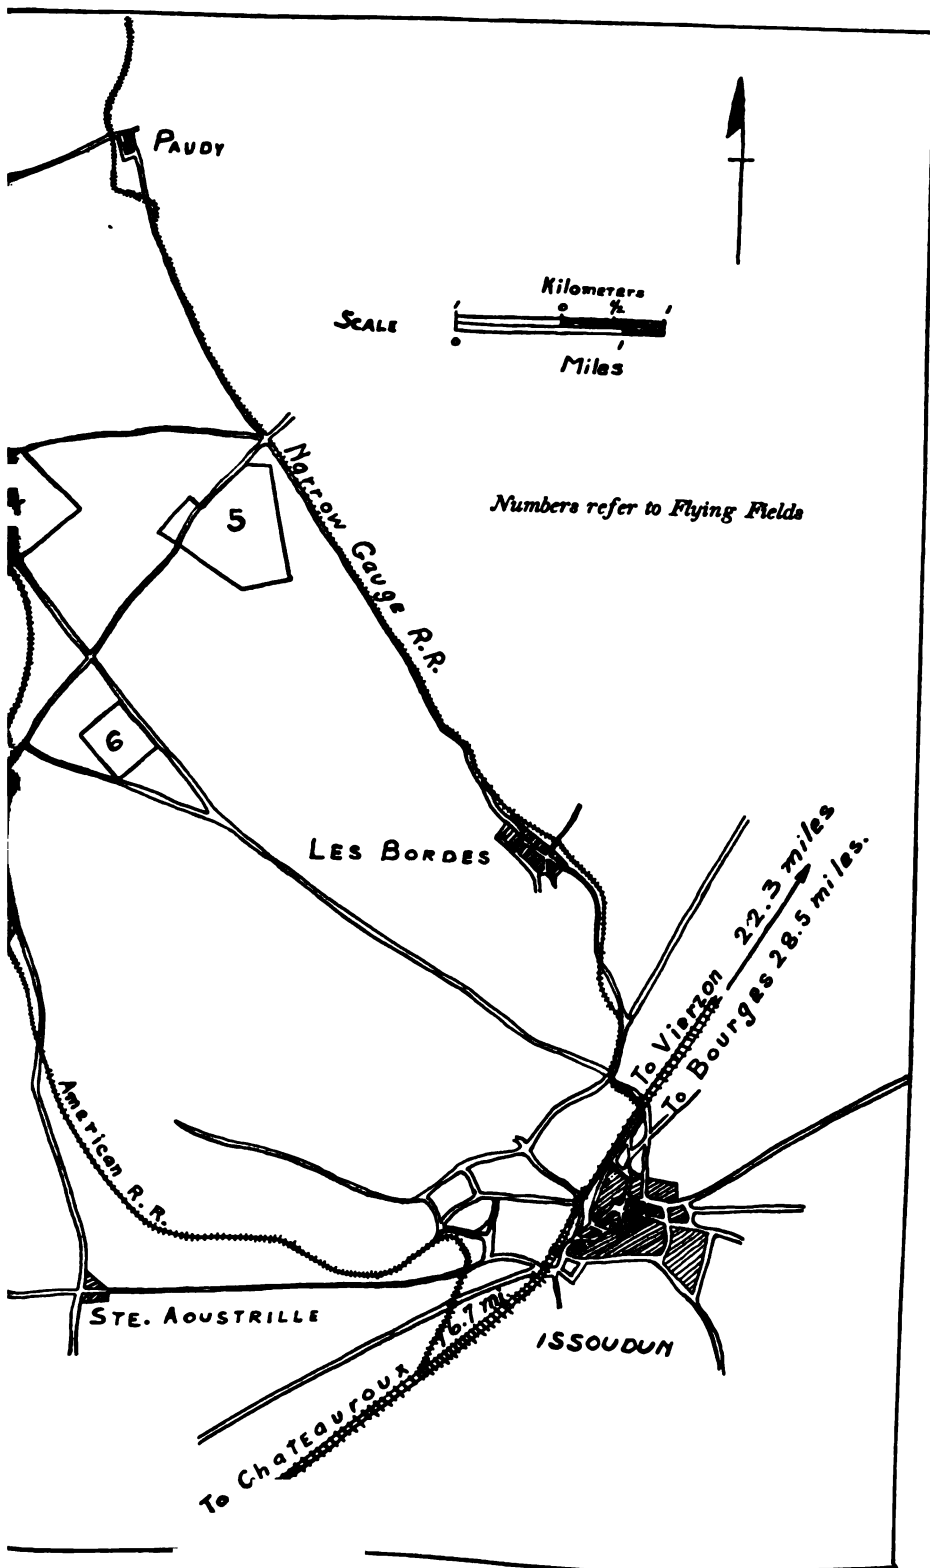 PAUDY
Kilometers
1 0 ½ 1
SCALE
0 1
Miles
Numbers refer to Flying Fields
4
5
Narrow Gauge R.R.
6
LES BORDES
To Vierzon 22.3 miles
To Bourges 28.5 miles.
American R.R.
STE. AOUSTRILLE
ISSOUDUN
To Chateauroux 16.7 mi.